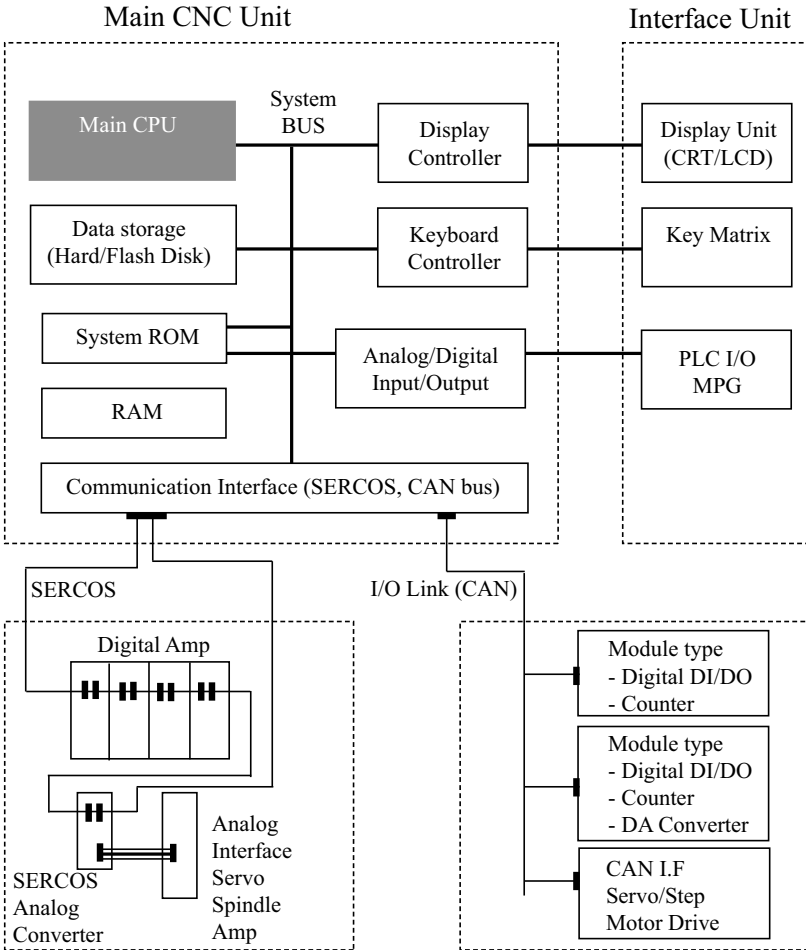 Main CNC Unit
Interface Unit
Main CPU
System
BUS
Display
Controller
Display Unit
(CRT/LCD)
Data storage
(Hard/Flash Disk)
Keyboard
Controller
Key Matrix
System ROM
Analog/Digital
Input/Output
PLC I/O
MPG
RAM
Communication Interface (SERCOS, CAN bus)
SERCOS
I/O Link (CAN)
Digital Amp
SERCOS
Analog
Converter
Analog
Interface
Servo
Spindle
Amp
Module type
- Digital DI/DO
- Counter
Module type
- Digital DI/DO
- Counter
- DA Converter
CAN I.F
Servo/Step
Motor Drive